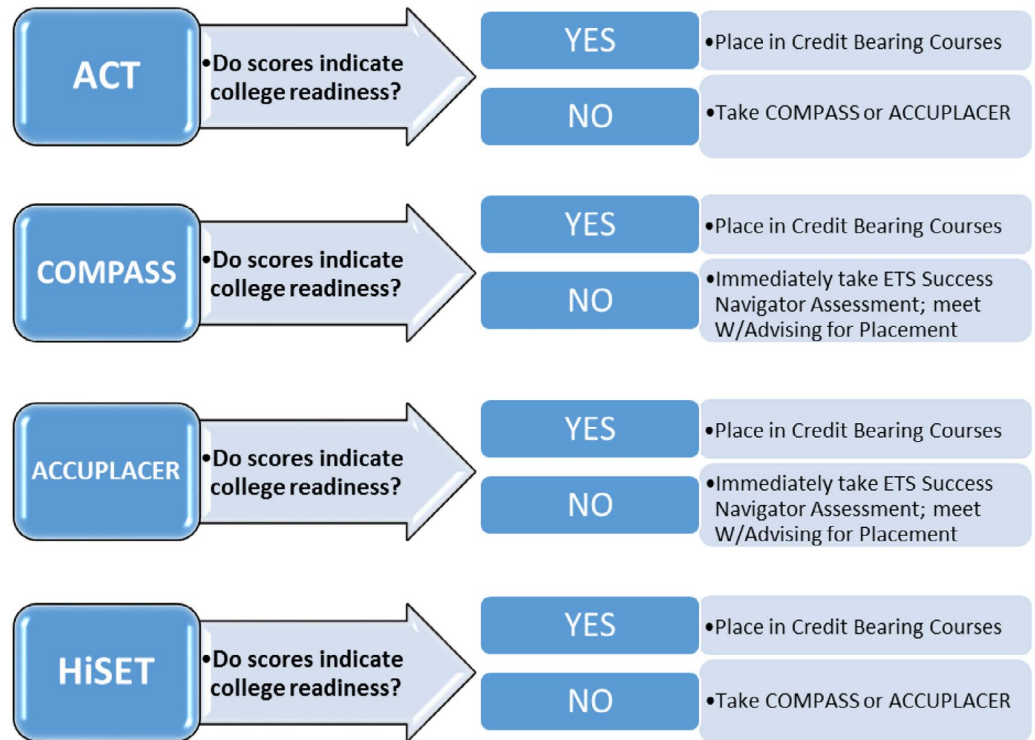 ACT
•Do scores indicate
college readiness?
YES
•Place in Credit Bearing Courses
NO
•Take COMPASS or ACCUPLACER
COMPASS
•Do scores indicate
college readiness?
YES
•Place in Credit Bearing Courses
NO
•Immediately take ETS Success
Navigator Assessment; meet
W/Advising for Placement
ACCUPLACER
•Do scores indicate
college readiness?
YES
•Place in Credit Bearing Courses
NO
•Immediately take ETS Success
Navigator Assessment; meet
W/Advising for Placement
HiSET
•Do scores indicate
college readiness?
YES
•Place in Credit Bearing Courses
NO
•Take COMPASS or ACCUPLACER